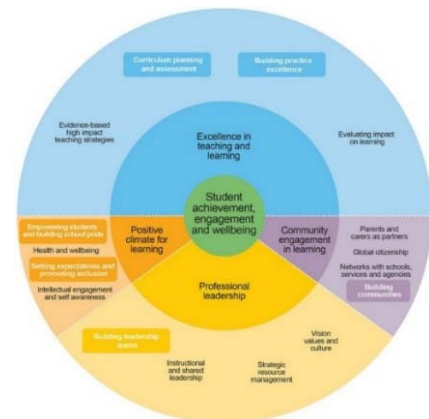 Curriculum planning
and assessment
Building practice
excellence
Evidence-based
high impact
teaching strategies
Evaluating impact
on learning
Excellence in
teaching and
learning
Student
achievement,
engagement
and wellbeing
Empowering students
and building school pride
Health and wellbeing
Setting expectations and
promoting inclusion
Intellectual engagement
and self awareness
Positive
climate for
learning
Community
engagement
in learning
Parents and
carers as partners
Global citizenship
Networks with schools,
services and agencies
Building
communities
Professional
leadership
Building leadership
teams
Instructional
and shared
leadership
Strategic
resource
management
Vision
values and
culture